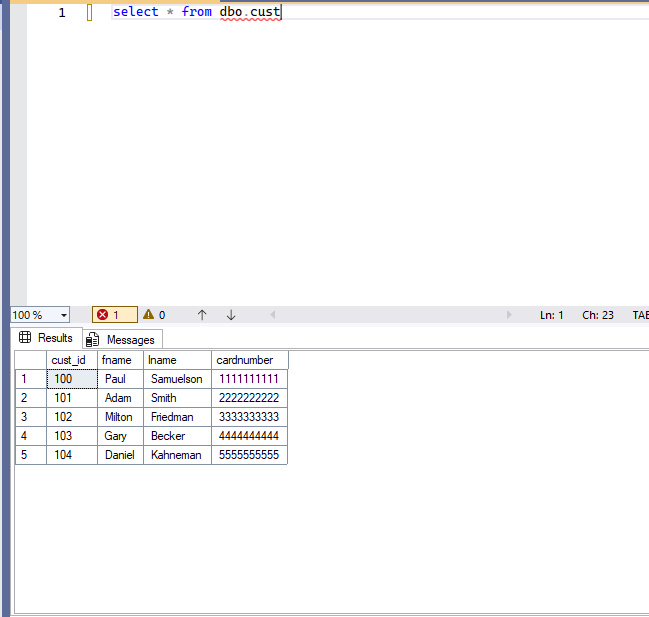 1 select * from dbo.cust
100 % 1 0 Ln: 1 Ch: 23 TAB
Results Messages
cust_id fname lname cardnumber
1 100 Paul Samuelson 1111111111
2 101 Adam Smith 2222222222
3 102 Milton Friedman 3333333333
4 103 Gary Becker 4444444444
5 104 Daniel Kahneman 5555555555